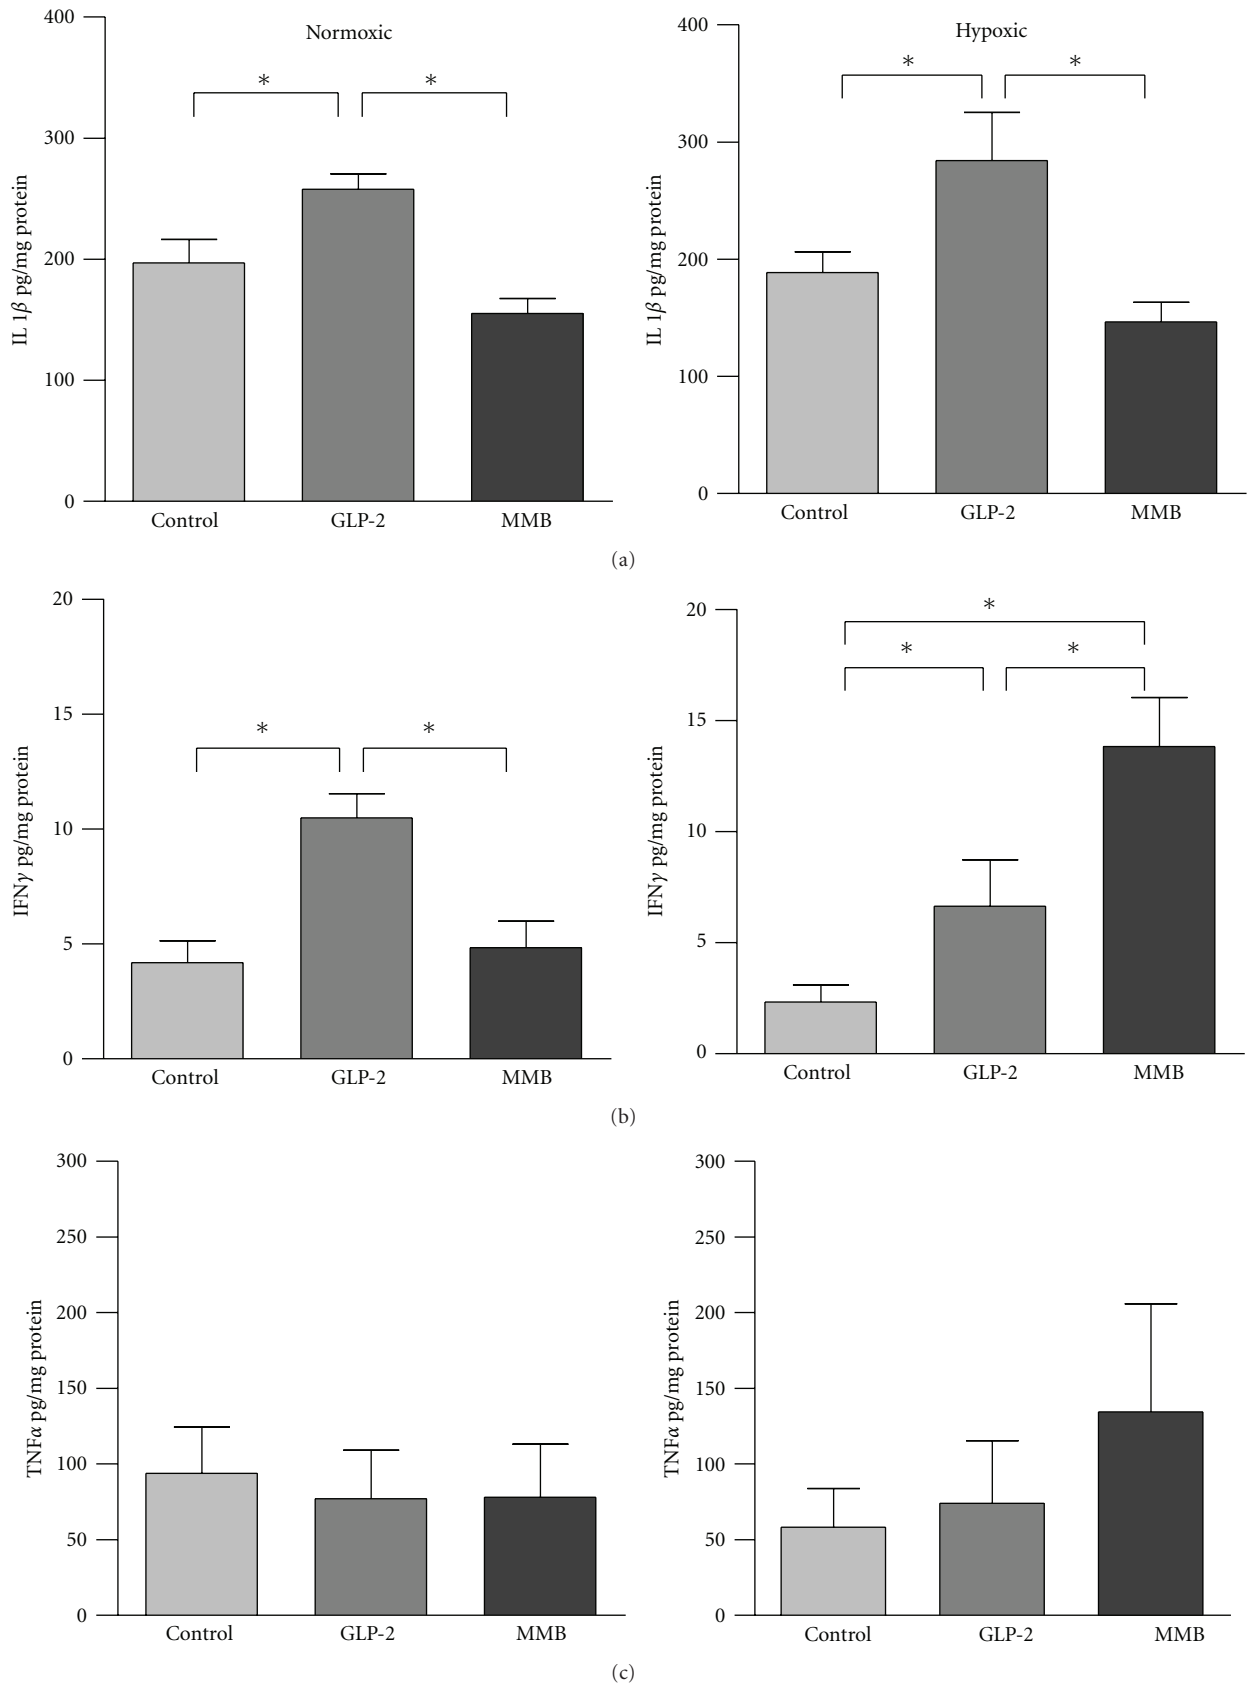 Normoxic
400
300
200
100
0
IL 1β pg/mg protein
*
*
Control GLP-2 MMB
Hypoxic
400
300
200
100
0
IL 1β pg/mg protein
*
*
Control GLP-2 MMB
(a)
20
15
10
5
0
IFNγ pg/mg protein
*
*
Control GLP-2 MMB
20
15
10
5
0
IFNγ pg/mg protein
*
*
*
Control GLP-2 MMB
(b)
300
250
200
150
100
50
0
TNFα pg/mg protein
Control GLP-2 MMB
300
250
200
150
100
50
0
TNFα pg/mg protein
Control GLP-2 MMB
(c)